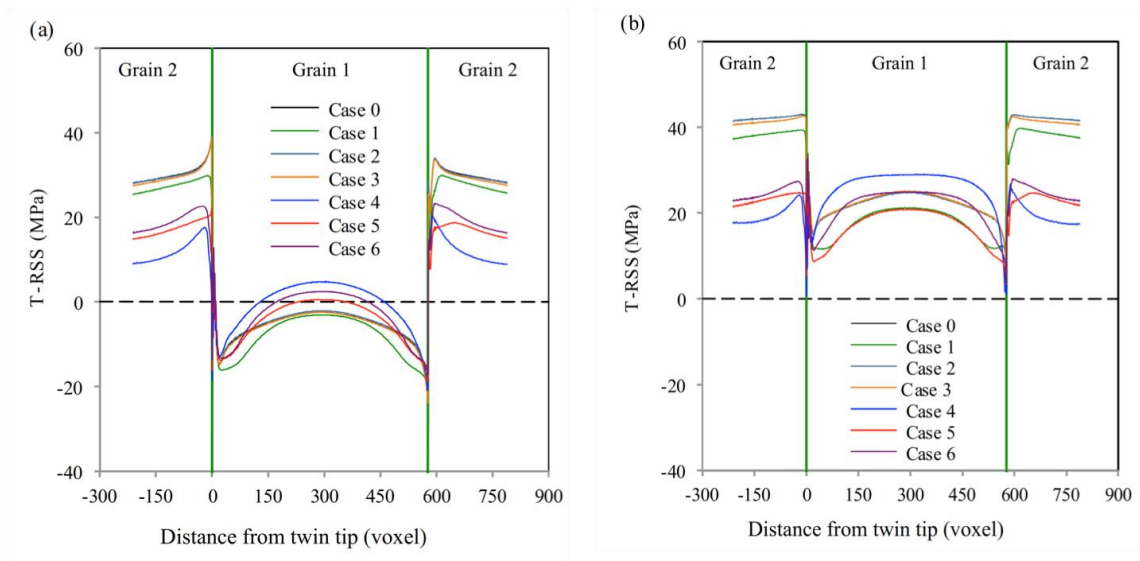 (a)
60
40
20
0
-20
-40
T-RSS (MPa)
Grain 2
Grain 1
Grain 2
Case 0
Case 1
Case 2
Case 3
Case 4
Case 5
Case 6
-300 -150 0 150 300 450 600 750 900
Distance from twin tip (voxel)
(b)
60
40
20
0
-20
-40
T-RSS (MPa)
Grain 2
Grain 1
Grain 2
Case 0
Case 1
Case 2
Case 3
Case 4
Case 5
Case 6
-300 -150 0 150 300 450 600 750 900
Distance from twin tip (voxel)